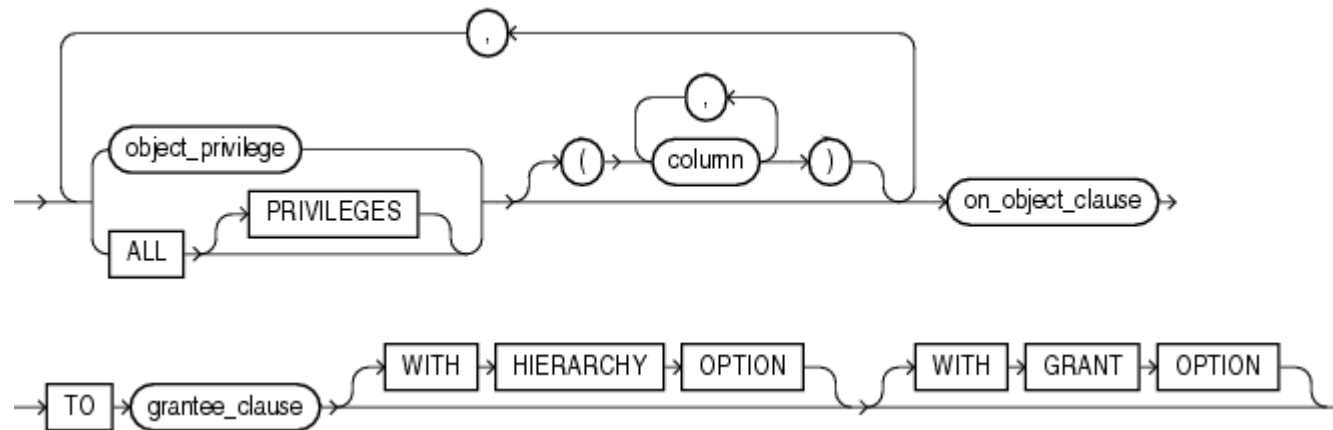 ,
,
object_privilege
( column )
on_object_clause
PRIVILEGES
ALL
WITH HIERARCHY OPTION WITH GRANT OPTION
TO grantee_clause